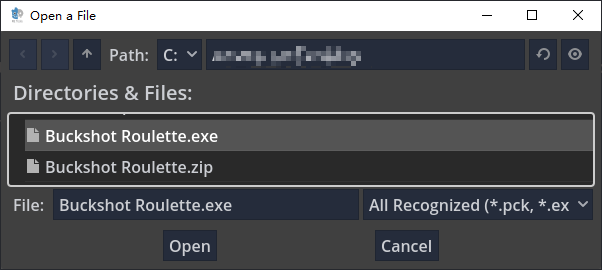 Open a File
Path: C:
Directories & Files:
Buckshot Roulette.exe
Buckshot Roulette.zip
File: Buckshot Roulette.exe All Recognized (*.pck, *.ex
Open Cancel